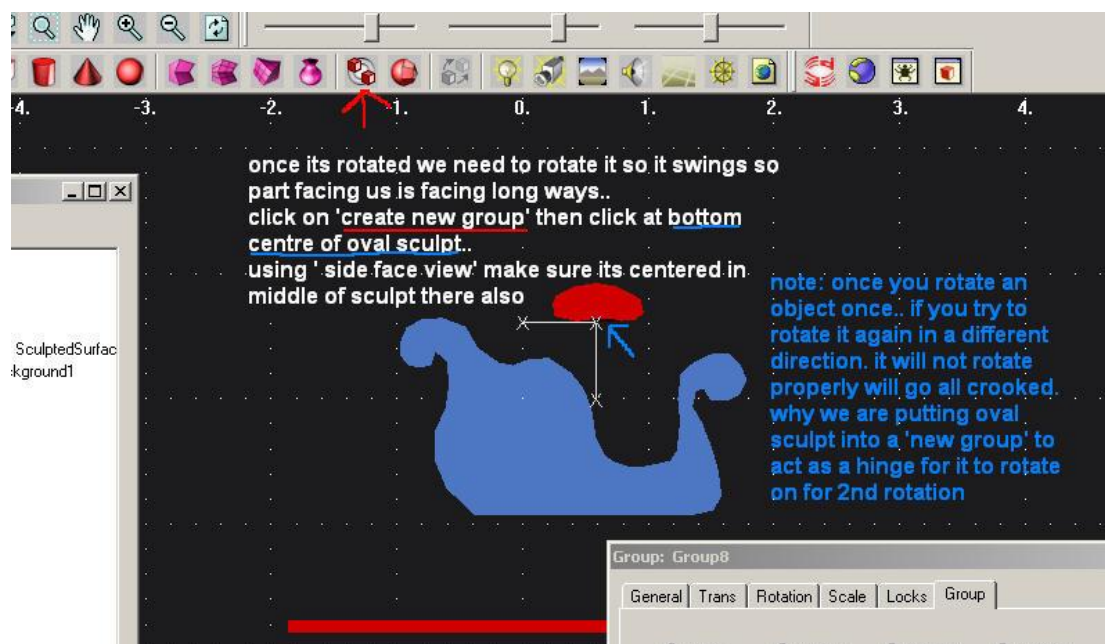 -4.
-3.
-2.
-1.
0.
1.
2.
3.
4.
once its rotated we need to rotate it so it swings so
part facing us is facing long ways..
click on 'create new group' then click at bottom
centre of oval sculpt..
using ' side face view' make sure its centered in
middle of sculpt there also
note: once you rotate an
object once.. if you try to
rotate it again in a different
direction. it will not rotate
properly will go all crooked.
why we are putting oval
sculpt into a 'new group' to
act as a hinge for it to rotate
on for 2nd rotation
SculptedSurfac
kground1
Group: Group8
General Trans Rotation Scale Locks Group